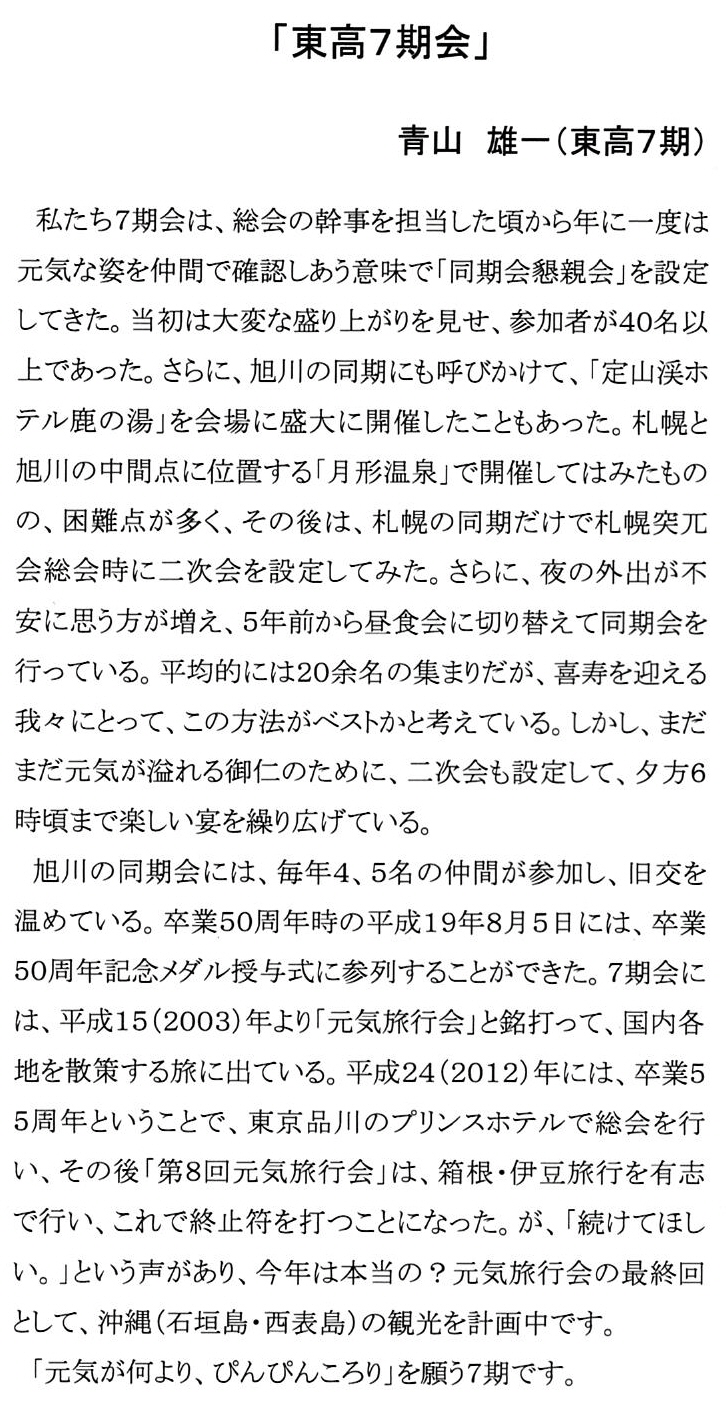 「東高7期会」
青山　雄一（東高7期）
私たち7期会は、総会の幹事を担当した頃から年に一度は
元気な姿を仲間で確認しあう意味で「同期会懇親会」を設定
してきた。当初は大変な盛り上がりを見せ、参加者が40名以
上であった。さらに、旭川の同期にも呼びかけて、「定山渓ホ
テル鹿の湯」を会場に盛大に開催したこともあった。札幌と
旭川の中間点に位置する「月形温泉」で開催してはみたもの
の、困難点が多く、その後は、札幌の同期だけで札幌突兀
会総会時に二次会を設定してみた。さらに、夜の外出が不
安に思う方が増え、5年前から昼食会に切り替えて同期会を
行っている。平均的には20余名の集まりだが、喜寿を迎える
我々にとって、この方法がベストかと考えている。しかし、まだ
まだ元気が溢れる御仁のために、二次会も設定して、夕方6
時頃まで楽しい宴を繰り広げている。
旭川の同期会には、毎年4、5名の仲間が参加し、旧交を
温めている。卒業50周年時の平成19年8月5日には、卒業
50周年記念メダル授与式に参列することができた。7期会に
は、平成15（2003）年より「元気旅行会」と銘打って、国内各
地を散策する旅に出ている。平成24（2012）年には、卒業5
5周年ということで、東京品川のプリンスホテルで総会を行
い、その後「第8回元気旅行会」は、箱根・伊豆旅行を有志
で行い、これで終止符を打つことになった。が、「続けてほし
い。」という声があり、今年は本当の？元気旅行会の最終回
として、沖縄（石垣島・西表島）の観光を計画中です。
「元気が何より、ぴんぴんころり」を願う7期です。